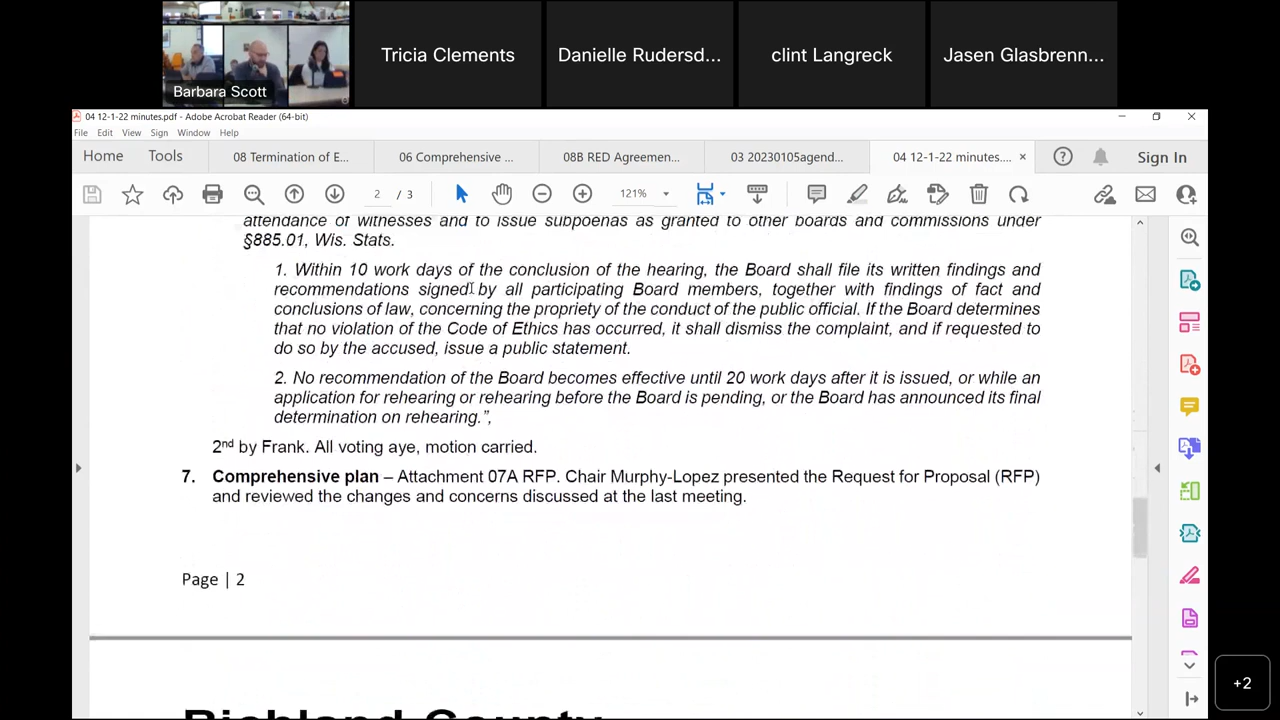 Barbara Scott
Tricia Clements
Danielle Rudersd...
clint Langreck
Jasen Glasbrenn...
04 12-1-22 minutes.pdf - Adobe Acrobat Reader (64-bit)
File Edit View Sign Window Help
Home Tools 08 Termination of E... 06 Comprehensive ... 08B RED Agreemen... 03 20230105agend... 04 12-1-22 minutes.... × Sign In
2 / 3 121%
attendance of witnesses and to issue subpoenas as granted to other boards and commissions under
§885.01, Wis. Stats.
1. Within 10 work days of the conclusion of the hearing, the Board shall file its written findings and
recommendations signed by all participating Board members, together with findings of fact and
conclusions of law, concerning the propriety of the conduct of the public official. If the Board determines
that no violation of the Code of Ethics has occurred, it shall dismiss the complaint, and if requested to
do so by the accused, issue a public statement.
2. No recommendation of the Board becomes effective until 20 work days after it is issued, or while an
application for rehearing or rehearing before the Board is pending, or the Board has announced its final
determination on rehearing.”,
2nd by Frank. All voting aye, motion carried.
7. Comprehensive plan – Attachment 07A RFP. Chair Murphy-Lopez presented the Request for Proposal (RFP)
and reviewed the changes and concerns discussed at the last meeting.
Page | 2
Richland County
+2